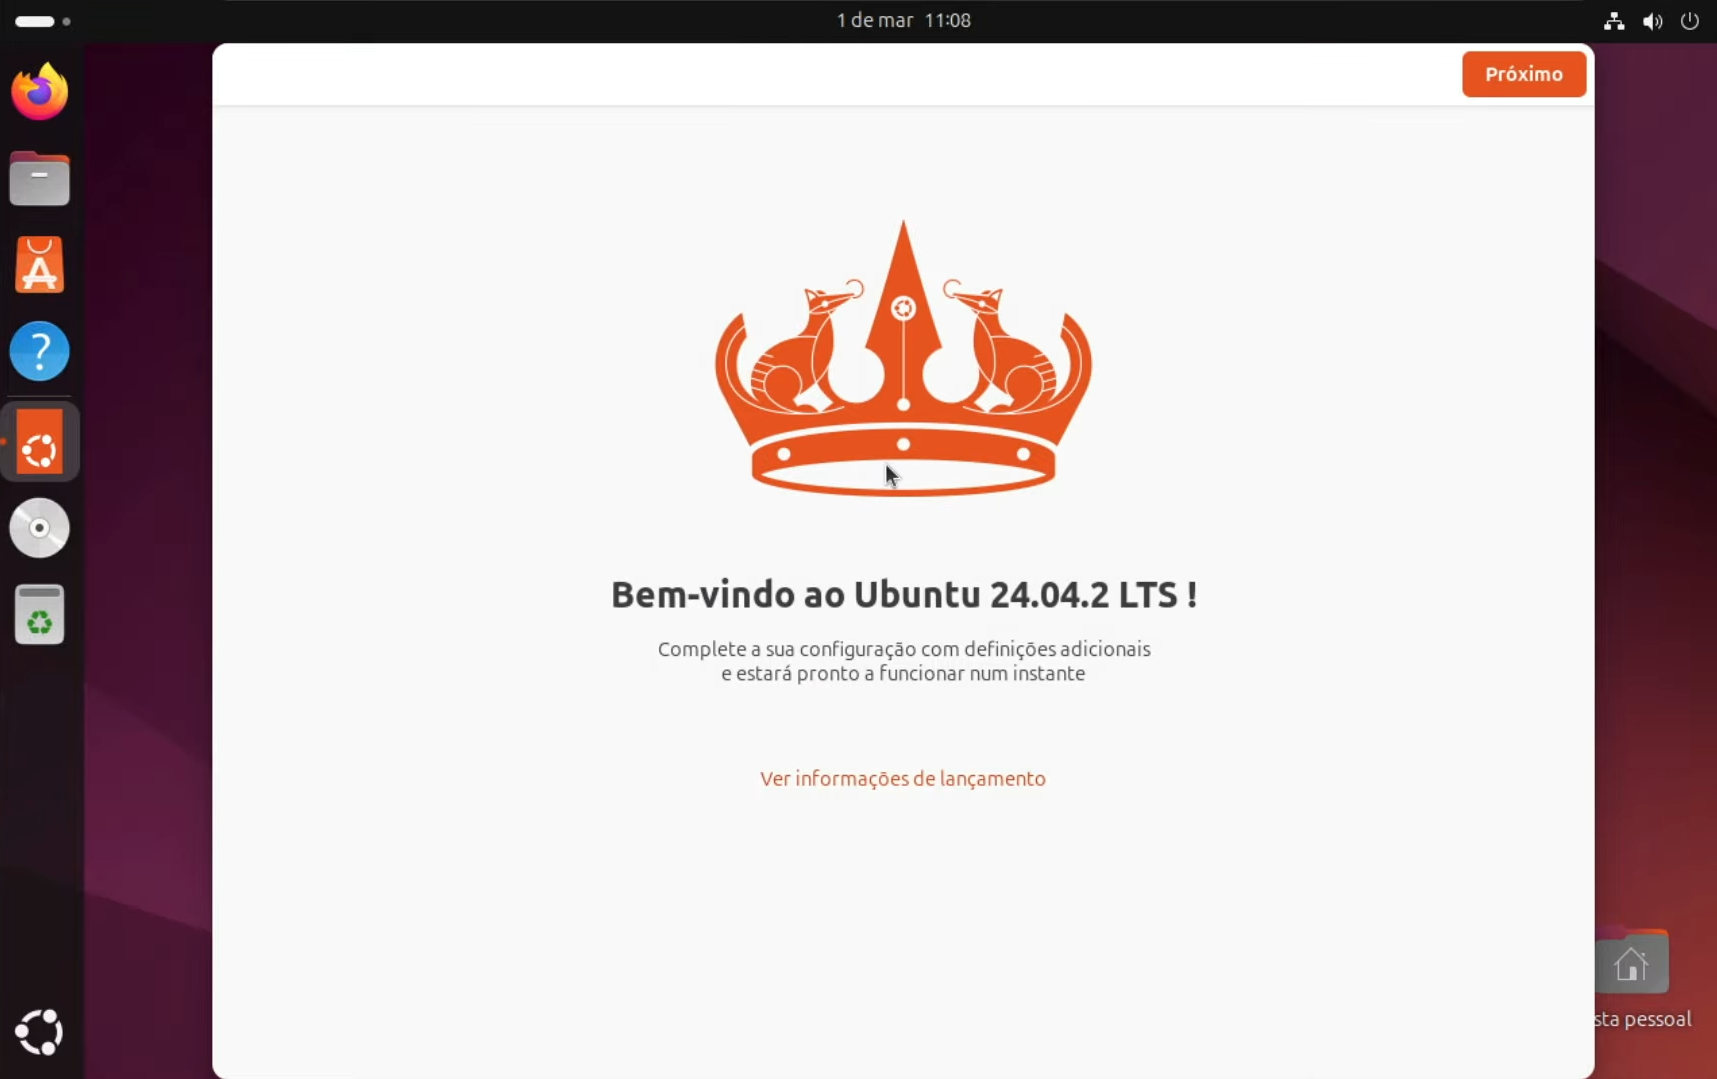 1 de mar 11:08
Próximo
Bem-vindo ao Ubuntu 24.04.2 LTS !
Complete a sua configuração com definições adicionais
e estará pronto a funcionar num instante
Ver informações de lançamento
sta pessoal